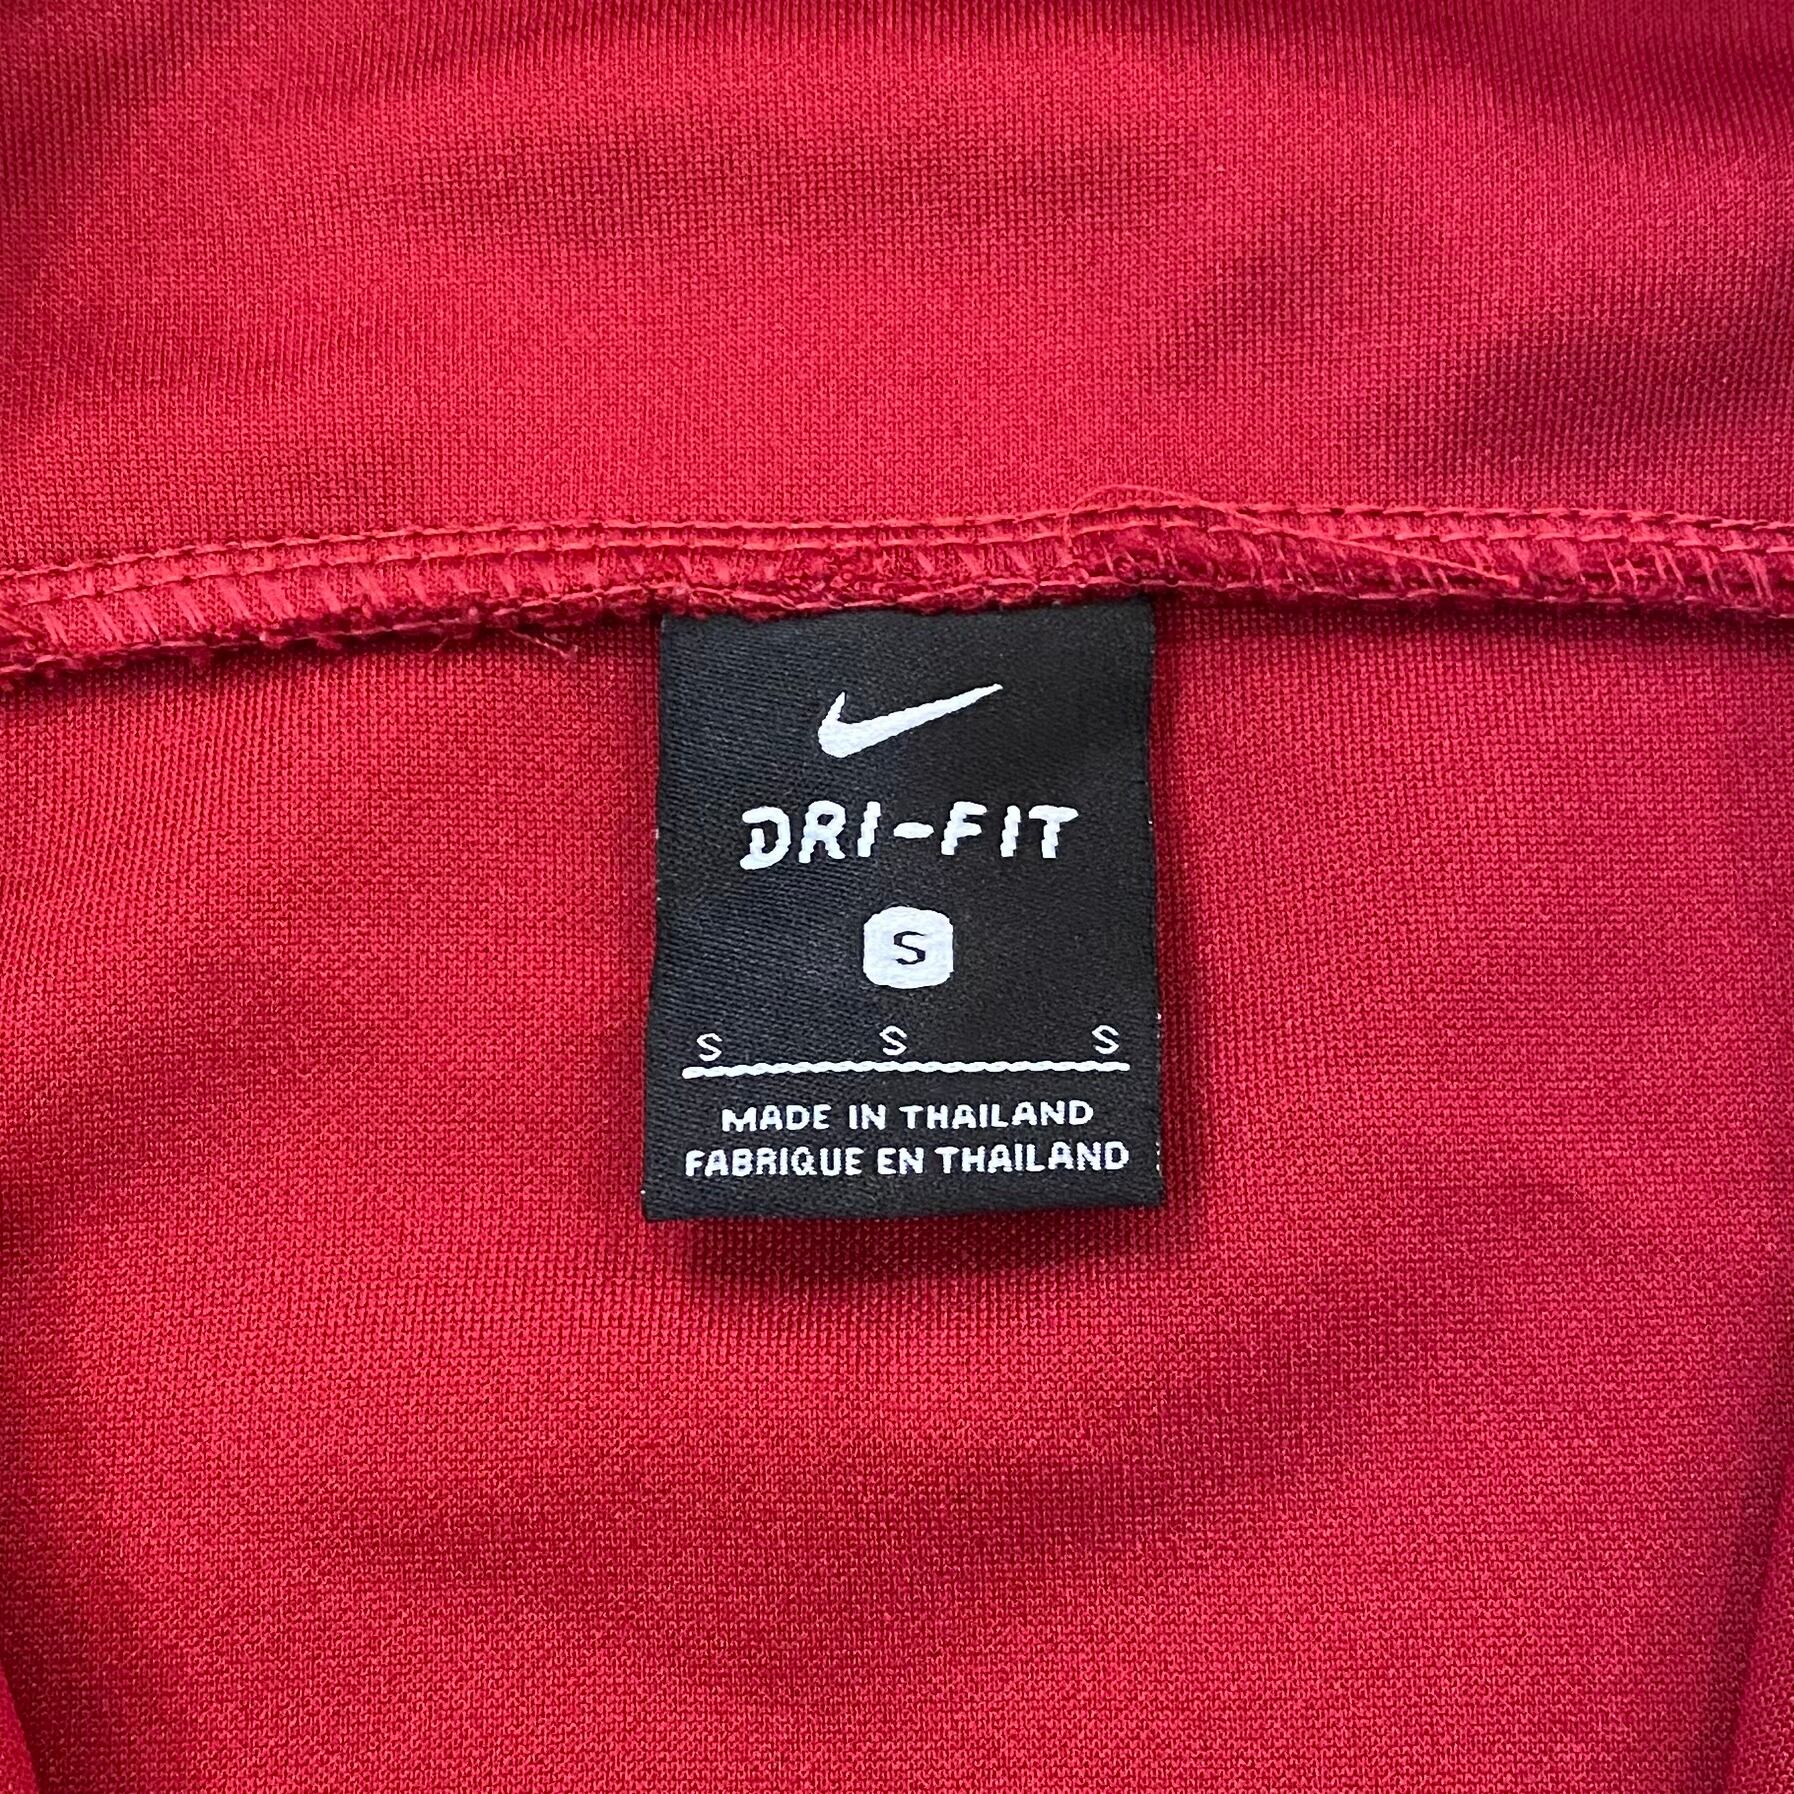 DRI-FIT
S
S S S
MADE IN THAILAND
FABRIQUE EN THAILAND